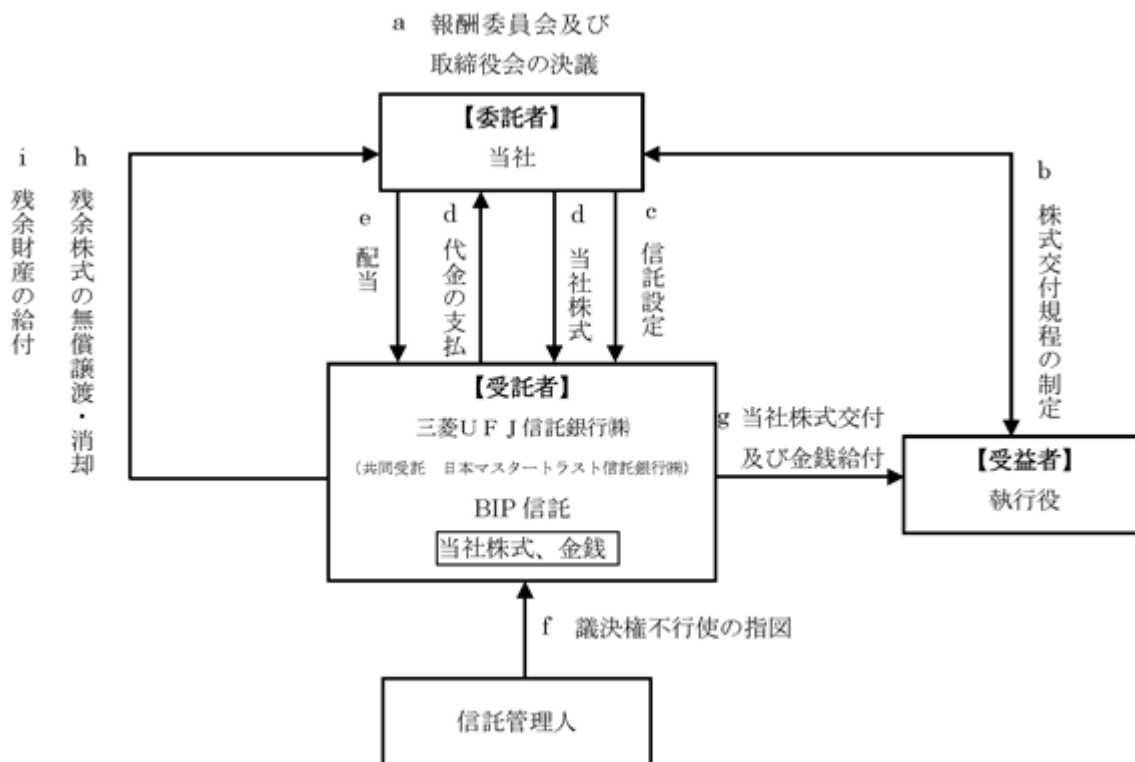 a 報酬委員会及び
取締役会の決議
【委託者】
当社
i 残余財産の給付
h 残余株式の無償譲渡・消却
e 配当
d 代金の支払
d 当社株式
c 信託設定
b 株式交付規程の制定
【受託者】
三菱UFJ信託銀行㈱
(共同受託 日本マスタートラスト信託銀行㈱)
BIP信託
当社株式、金銭
g 当社株式交付
及び金銭給付
【受益者】
執行役
f 議決権不行使の指図
信託管理人